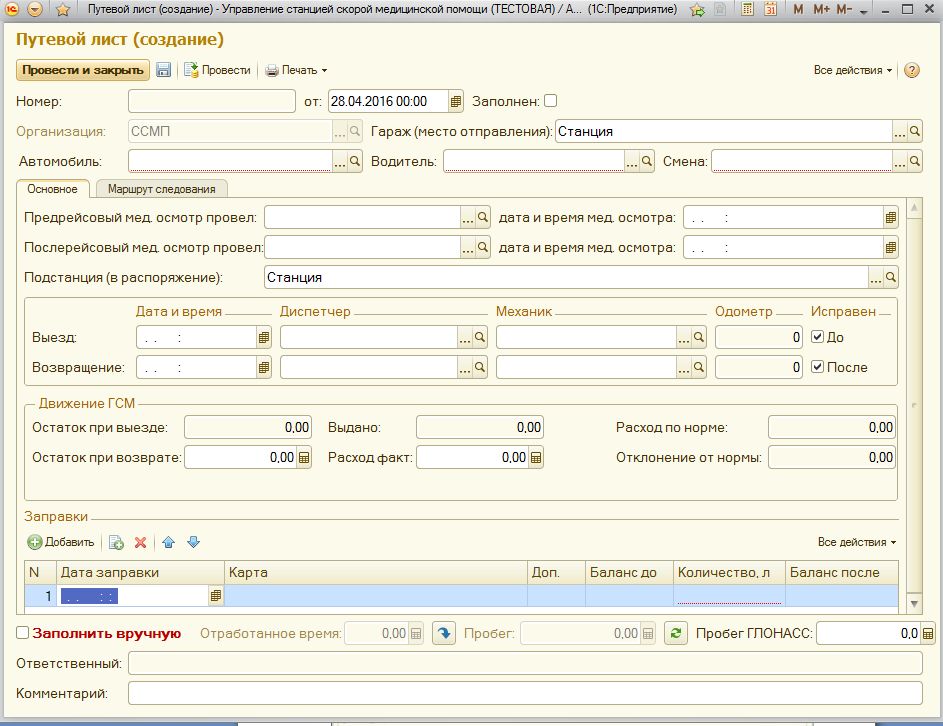 Путевой лист (создание) - Управление станцией скорой медицинской помощи (ТЕСТОВАЯ) / А... (1С:Предприятие) 31 M M+ M-
Путевой лист (создание)
Провести и закрыть Провести Печать Все действия ?
Номер: от: 28.04.2016 00:00 Заполнен:
Организация: ССМП ... Гараж (место отправления): Станция ...
Автомобиль: ... Водитель: ... Смена: ...
Основное Маршрут следования
Предрейсовый мед. осмотр провел: ... дата и время мед. осмотра: . . :
Послерейсовый мед. осмотр провел: ... дата и время мед. осмотра: . . :
Подстанция (в распоряжение): Станция ...
Дата и время Диспетчер Механик Одометр Исправен
Выезд: . . : ... ... 0 До
Возвращение: . . : ... ... 0 После
Движение ГСМ
Остаток при выезде: 0,00 Выдано: 0,00 Расход по норме: 0,00
Остаток при возврате: 0,00 Расход факт: 0,00 Отклонение от нормы: 0,00
Заправки
Добавить Все действия
N Дата заправки Карта Доп. Баланс до Количество, л Баланс после
1 . . : :
Заполнить вручную Отработанное время: 0,00 Пробег: 0,00 Пробег ГЛОНАСС: 0,0
Ответственный:
Комментарий: